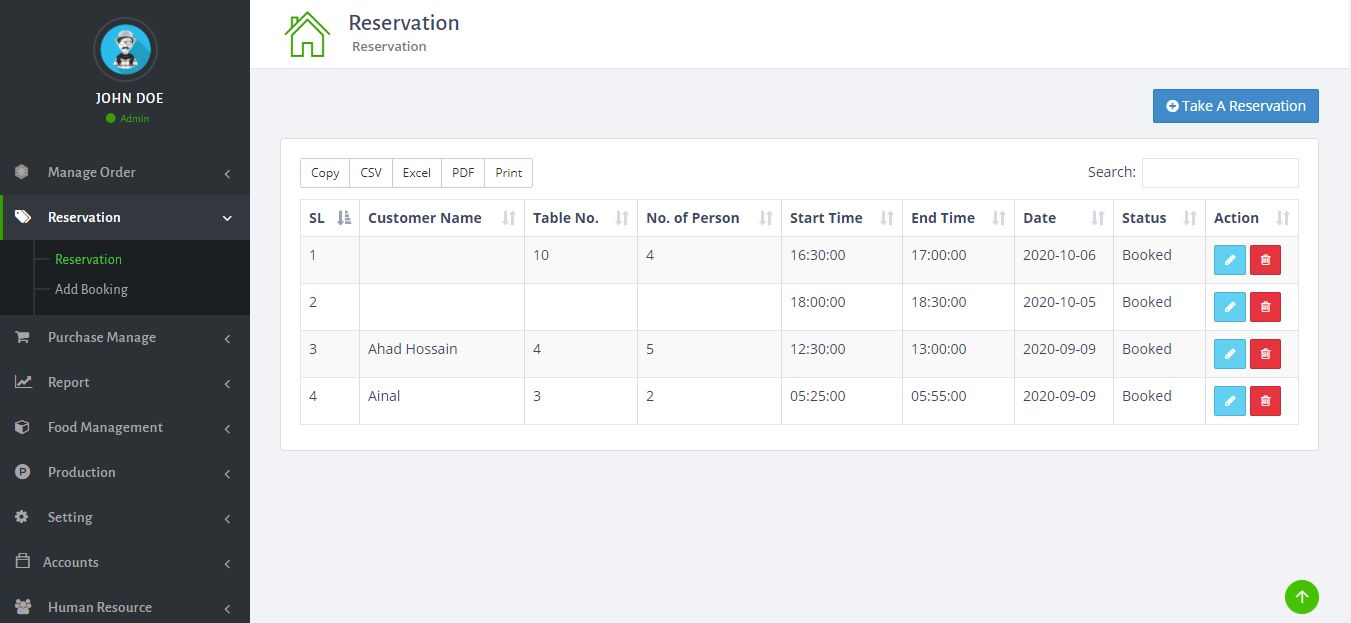 JOHN DOE
Admin
Manage Order
Reservation
Reservation
Add Booking
Purchase Manage
Report
Food Management
P Production
Setting
Accounts
Human Resource
Reservation
Reservation
Take A Reservation
Copy CSV Excel PDF Print Search:
SL Customer Name Table No. No. of Person Start Time End Time Date Status Action
1 10 4 16:30:00 17:00:00 2020-10-06 Booked
2 18:00:00 18:30:00 2020-10-05 Booked
3 Ahad Hossain 4 5 12:30:00 13:00:00 2020-09-09 Booked
4 Ainal 3 2 05:25:00 05:55:00 2020-09-09 Booked